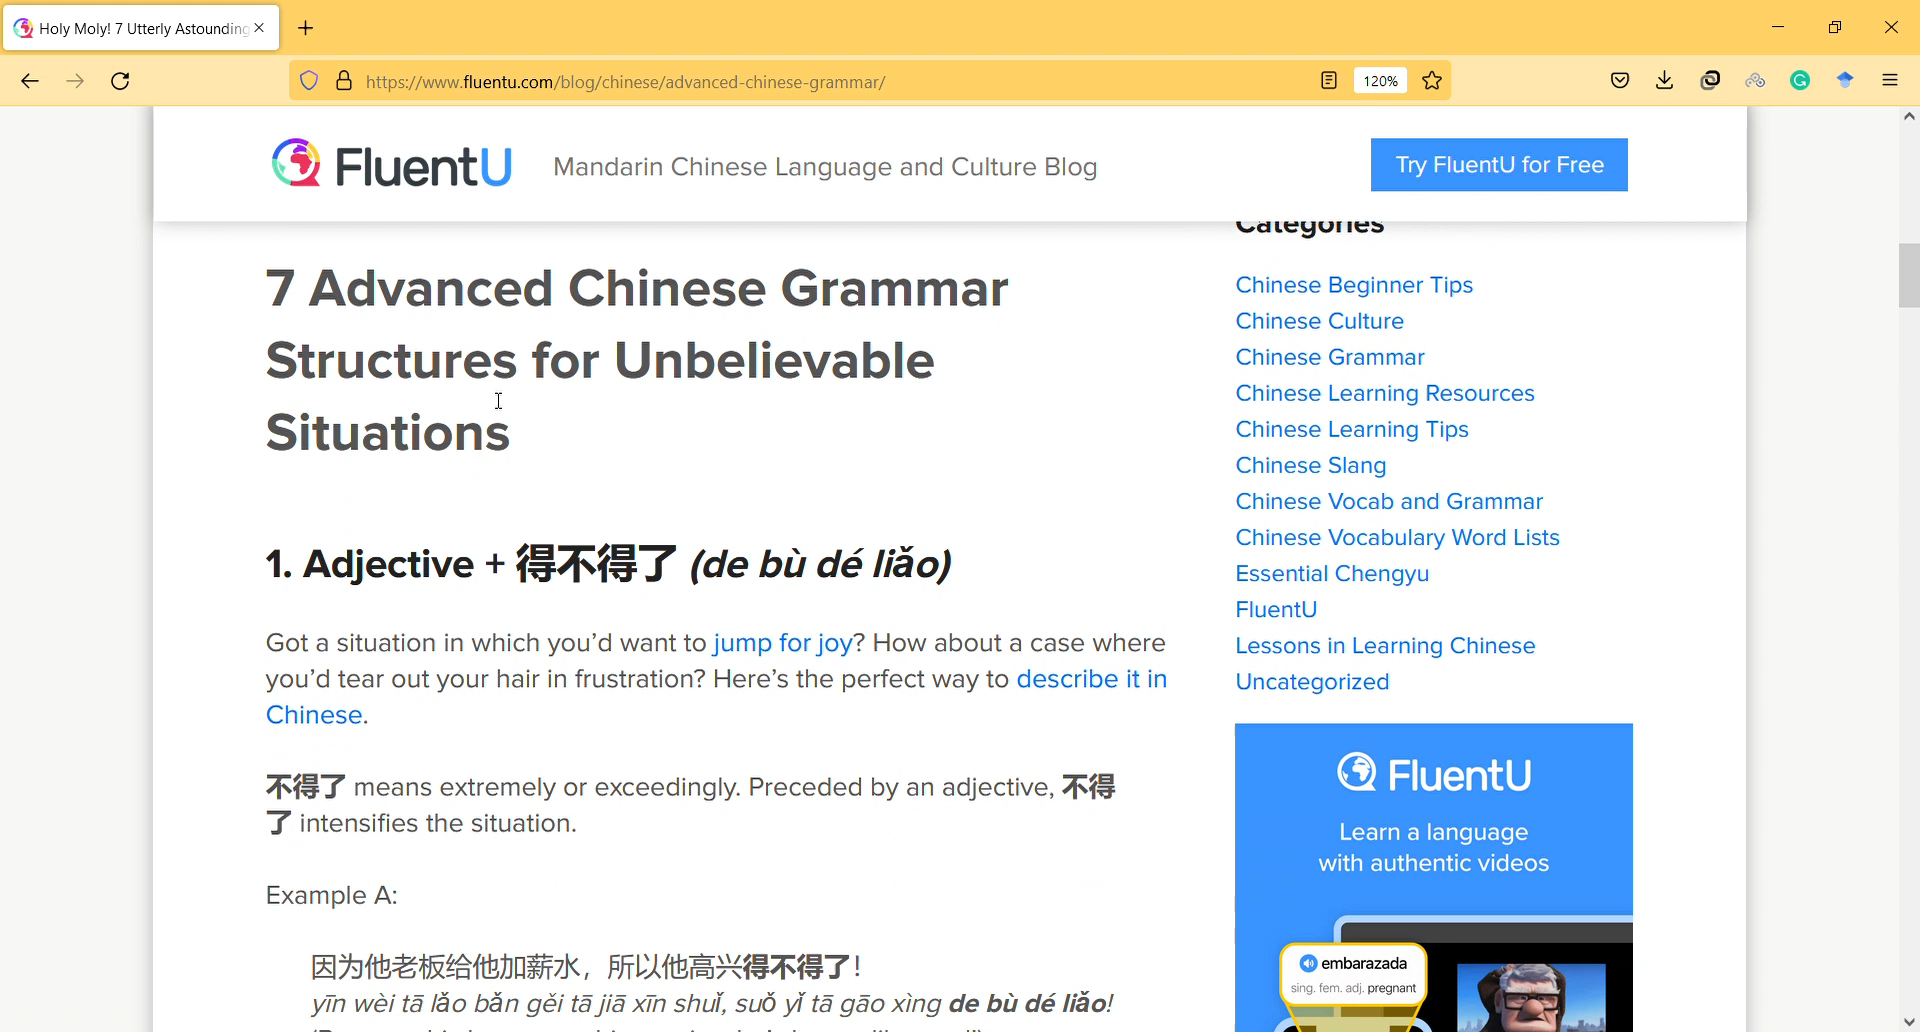 Holy Moly! 7 Utterly Astounding
https://www.fluentu.com/blog/chinese/advanced-chinese-grammar/
120%
FluentU
Mandarin Chinese Language and Culture Blog
Try FluentU for Free
7 Advanced Chinese Grammar
Structures for Unbelievable
Situations
1. Adjective + 得不得了 (de bù dé liǎo)
Got a situation in which you’d want to jump for joy? How about a case where
you’d tear out your hair in frustration? Here’s the perfect way to describe it in
Chinese.
不得了 means extremely or exceedingly. Preceded by an adjective, 不得
了 intensifies the situation.
Example A:
因为他老板给他加薪水，所以他高兴得不得了！
yīn wèi tā lǎo bǎn gěi tā jiā xīn shuǐ, suǒ yǐ tā gāo xìng de bù dé liǎo!
Categories
Chinese Beginner Tips
Chinese Culture
Chinese Grammar
Chinese Learning Resources
Chinese Learning Tips
Chinese Slang
Chinese Vocab and Grammar
Chinese Vocabulary Word Lists
Essential Chengyu
FluentU
Lessons in Learning Chinese
Uncategorized
FluentU
Learn a language
with authentic videos
embarazada
sing. fem. adj. pregnant